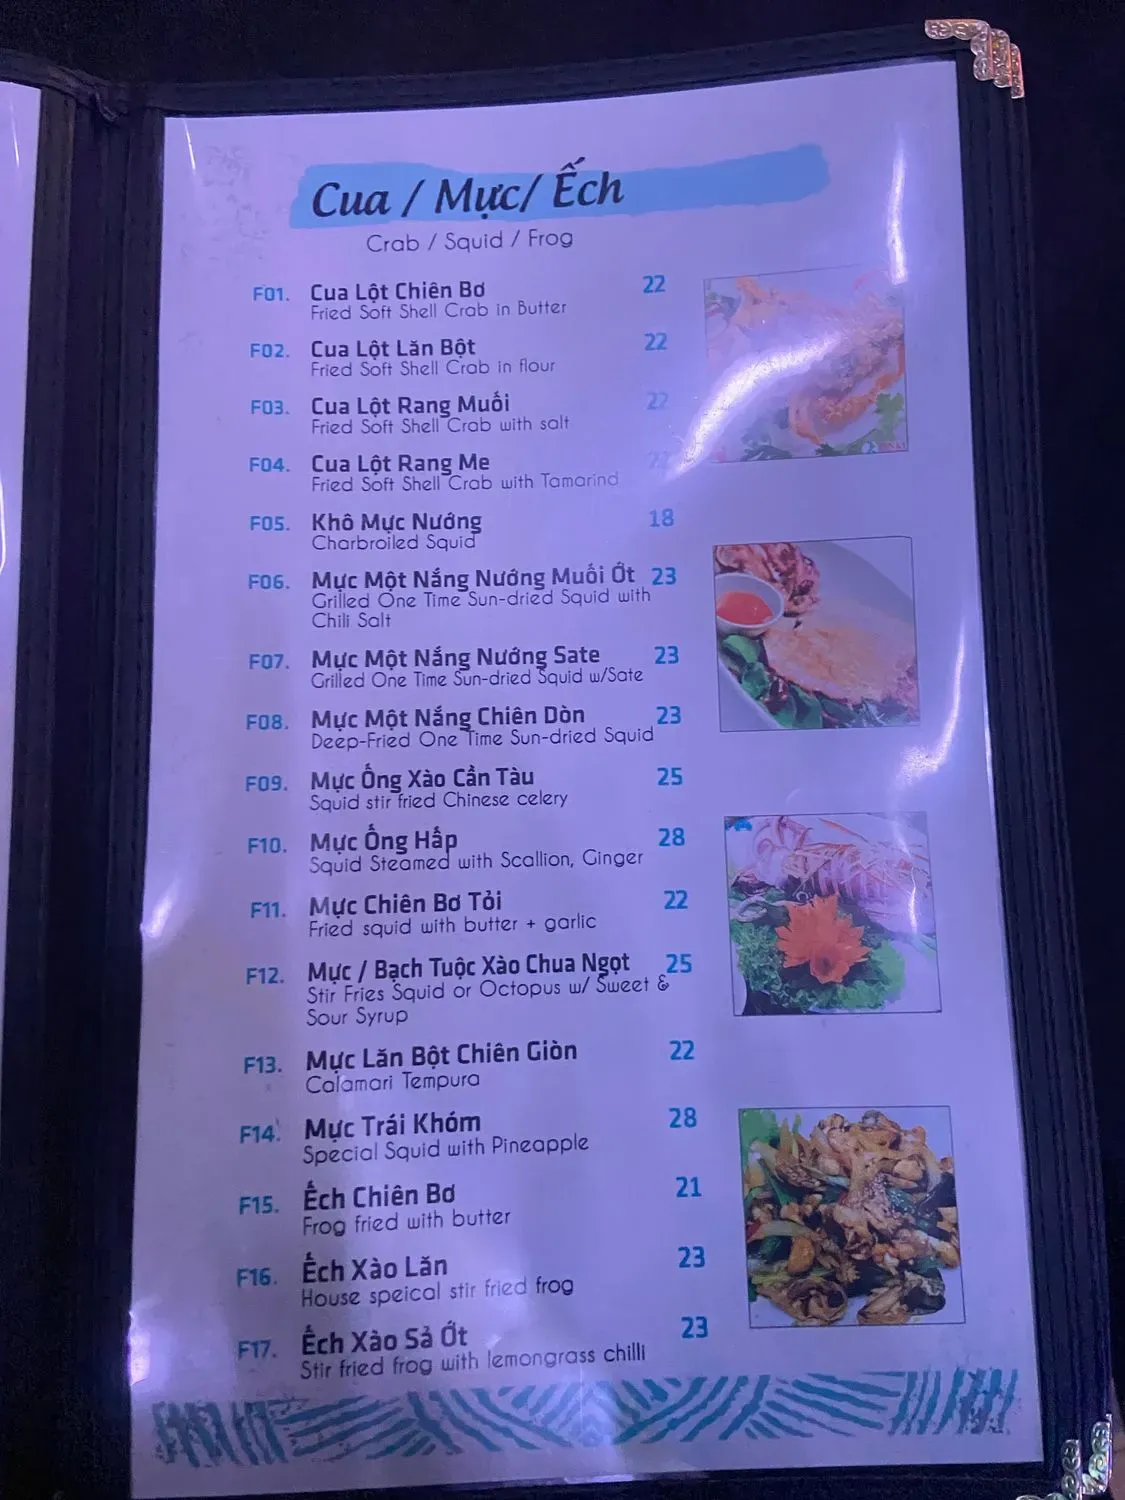 Cua / Mực/ Ếch
Crab / Squid / Frog
F01. Cua Lột Chiên Bơ 22
Fried Soft Shell Crab in Butter
F02. Cua Lột Lăn Bột 22
Fried Soft Shell Crab in flour
F03. Cua Lột Rang Muối 22
Fried Soft Shell Crab with salt
F04. Cua Lột Rang Me 22
Fried Soft Shell Crab with Tamarind
F05. Khô Mực Nướng 18
Charbroiled Squid
F06. Mực Một Nắng Nướng Muối Ớt 23
Grilled One Time Sun-dried Squid with
Chili Salt
F07. Mực Một Nắng Nướng Sate 23
Grilled One Time Sun-dried Squid w/Sate
F08. Mực Một Nắng Chiên Dòn 23
Deep-Fried One Time Sun-dried Squid
F09. Mực Ống Xào Cần Tàu 25
Squid stir fried Chinese celery
F10. Mực Ống Hấp 28
Squid Steamed with Scallion, Ginger
F11. Mực Chiên Bơ Tỏi 22
Fried squid with butter + garlic
F12. Mực / Bạch Tuộc Xào Chua Ngọt 25
Stir Fries Squid or Octopus w/ Sweet &
Sour Syrup
F13. Mực Lăn Bột Chiên Giòn 22
Calamari Tempura
F14. Mực Trái Khóm 28
Special Squid with Pineapple
F15. Ếch Chiên Bơ 21
Frog fried with butter
F16. Ếch Xào Lăn 23
House speical stir fried frog
F17. Ếch Xào Sả Ớt 23
Stir fried frog with lemongrass chilli